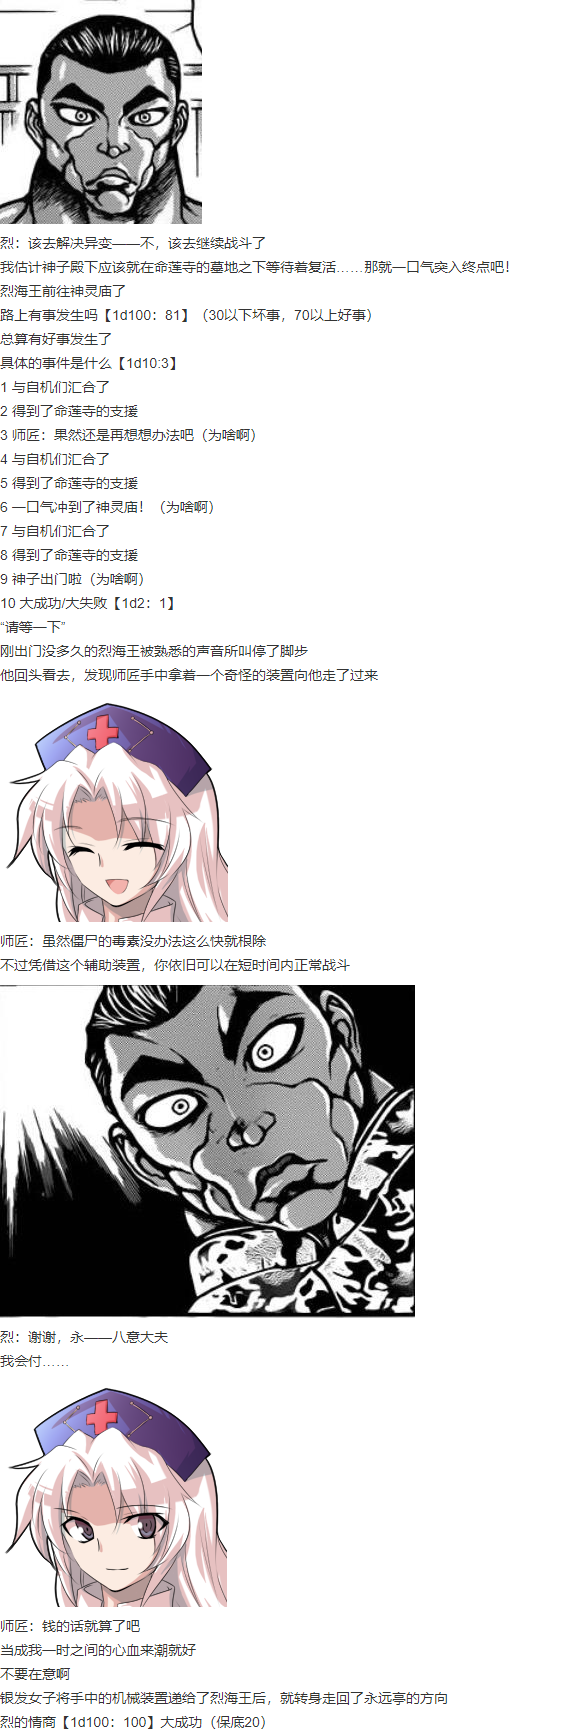 烈：该去解决异变——不，该去继续战斗了
我估计神子殿下应该就在命莲寺的墓地之下等待着复活……那就一口气突入终点吧！
烈海王前往神灵庙了
路上有事发生吗【1d100：81】（30以下坏事，70以上好事）
总算有好事发生了
具体的事件是什么【1d10:3】
1 与自机们汇合了
2 得到了命莲寺的支援
3 师匠：果然还是再想想办法吧（为啥啊）
4 与自机们汇合了
5 得到了命莲寺的支援
6 一口气冲到了神灵庙！（为啥啊）
7 与自机们汇合了
8 得到了命莲寺的支援
9 神子出门啦（为啥啊）
10 大成功/大失败【1d2：1】
“请等一下”
刚出门没多久的烈海王被熟悉的声音所叫停了脚步
他回头看去，发现师匠手中拿着一个奇怪的装置向他走了过来
师匠：虽然僵尸的毒素没办法这么快就根除
不过凭借这个辅助装置，你依旧可以在短时间内正常战斗
烈：谢谢，永——八意大夫
我会付……
师匠：钱的话就算了吧
当成我一时之间的心血来潮就好
不要在意啊
银发女子将手中的机械装置递给了烈海王后，就转身走回了永远亭的方向
烈的情商【1d100：100】大成功（保底20）